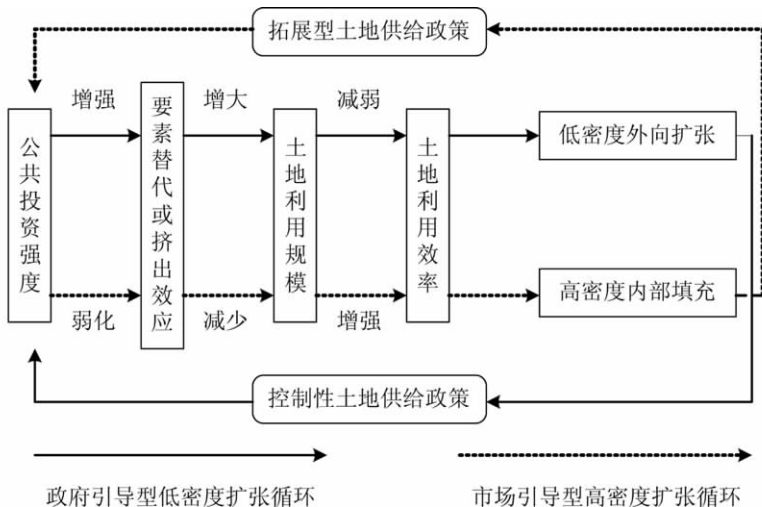 拓展型土地供给政策
增强
增大
减弱
公共投资强度
要素替代或挤出效应
土地利用规模
土地利用效率
低密度外向扩张
高密度内部填充
弱化
减少
增强
控制性土地供给政策
政府引导型低密度扩张循环
市场引导型高密度扩张循环